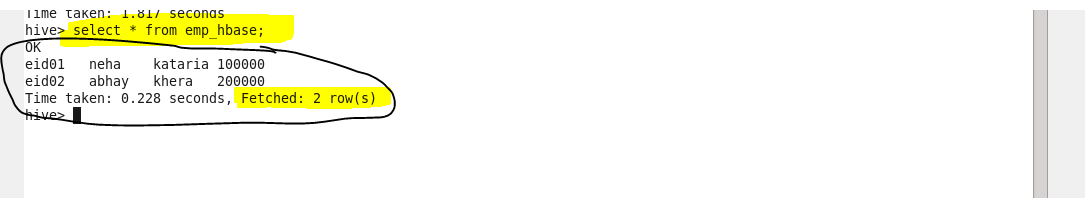 Time taken: 1.817 seconds
hive> select * from emp_hbase;
OK
eid01   neha    kataria 100000
eid02   abhay   khera   200000
Time taken: 0.228 seconds, Fetched: 2 row(s)
hive>